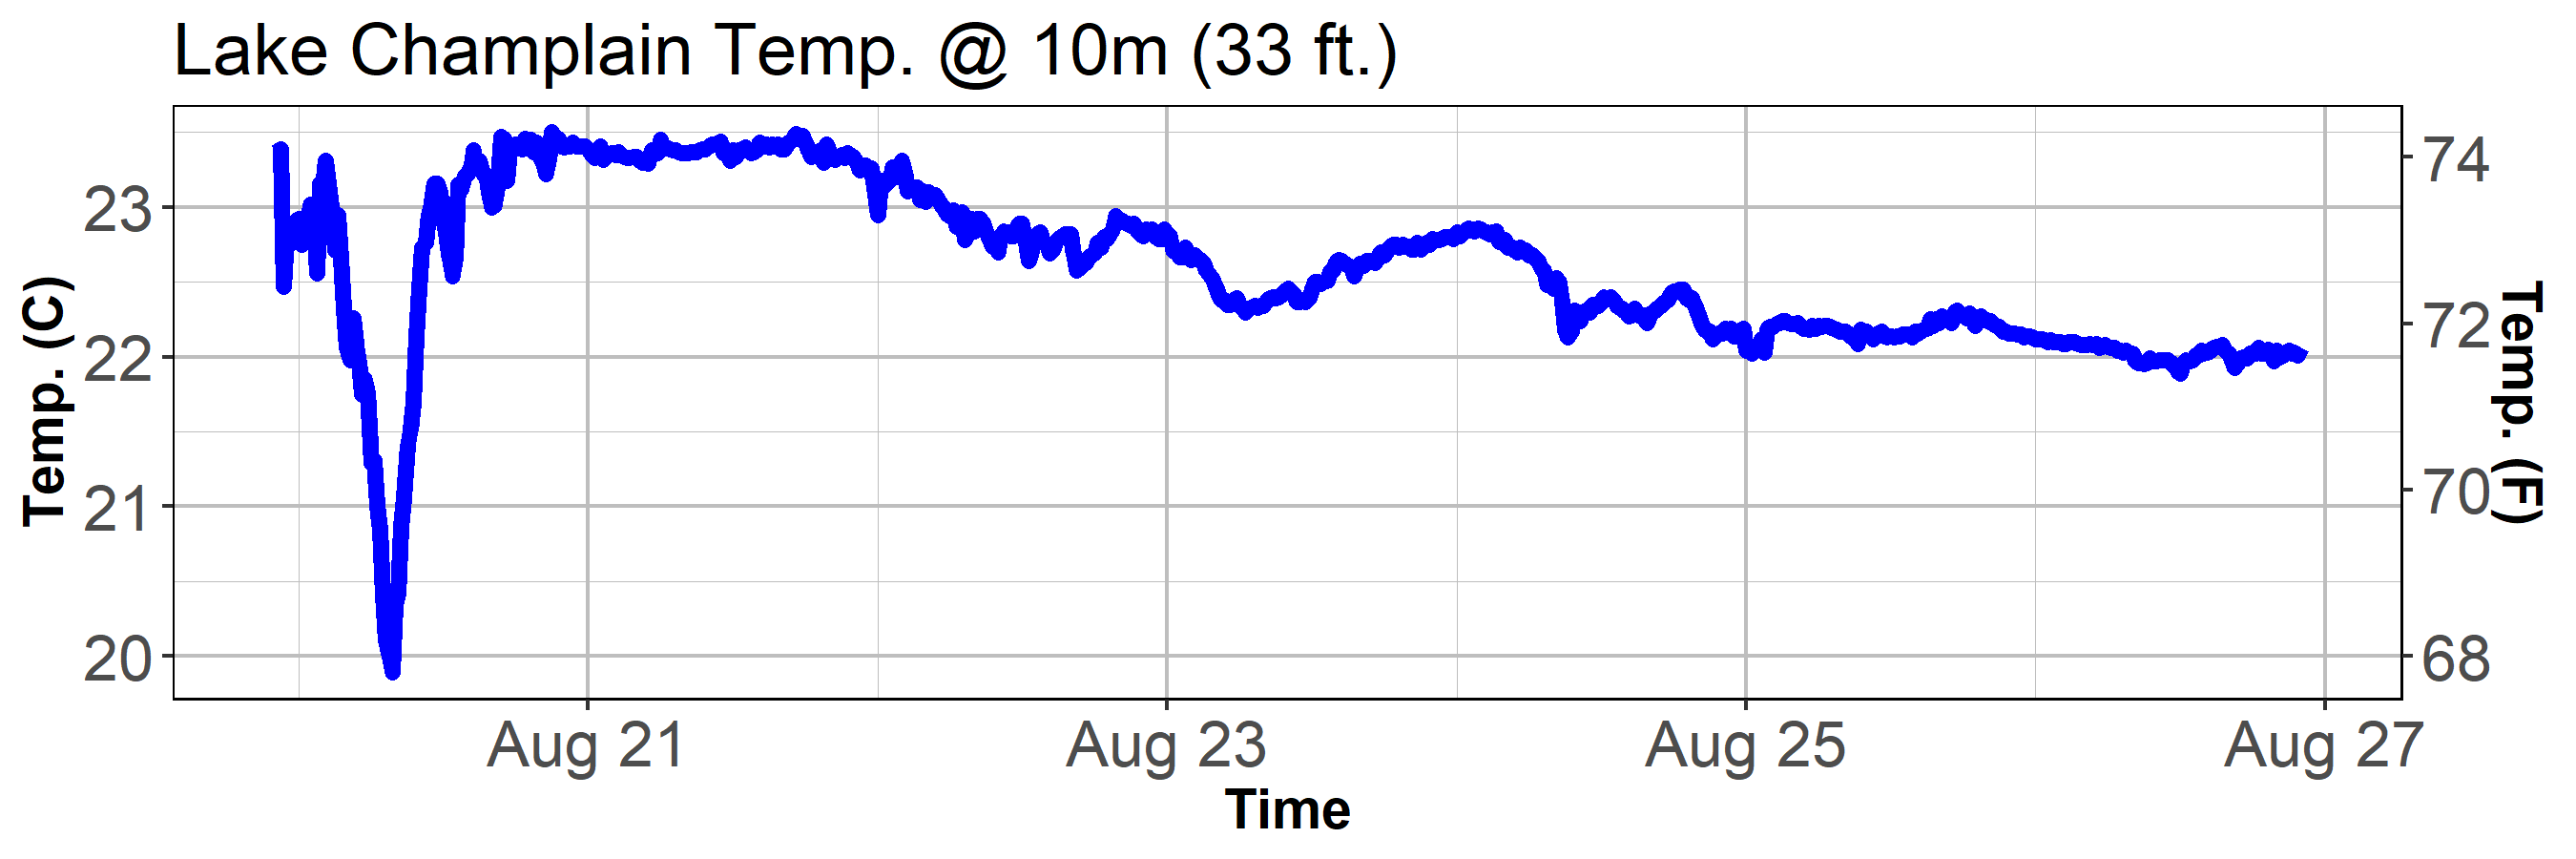 Lake Champlain Temp. @ 10m (33 ft.)
Temp. (C)
23
22
21
20
74
72
70
68
Temp. (F)
Aug 21 Aug 23 Aug 25 Aug 27
Time